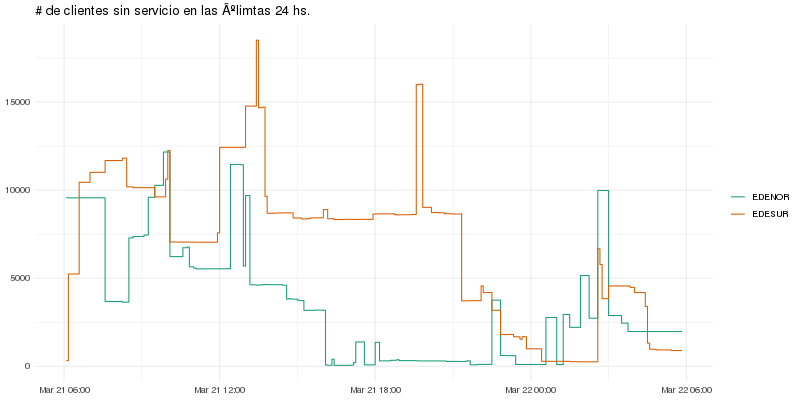 # de clientes sin servicio en las Ãºlimtas 24 hs.
15000
10000
5000
0
Mar 21 06:00
Mar 21 12:00
Mar 21 18:00
Mar 22 00:00
Mar 22 06:00
EDENOR
EDESUR